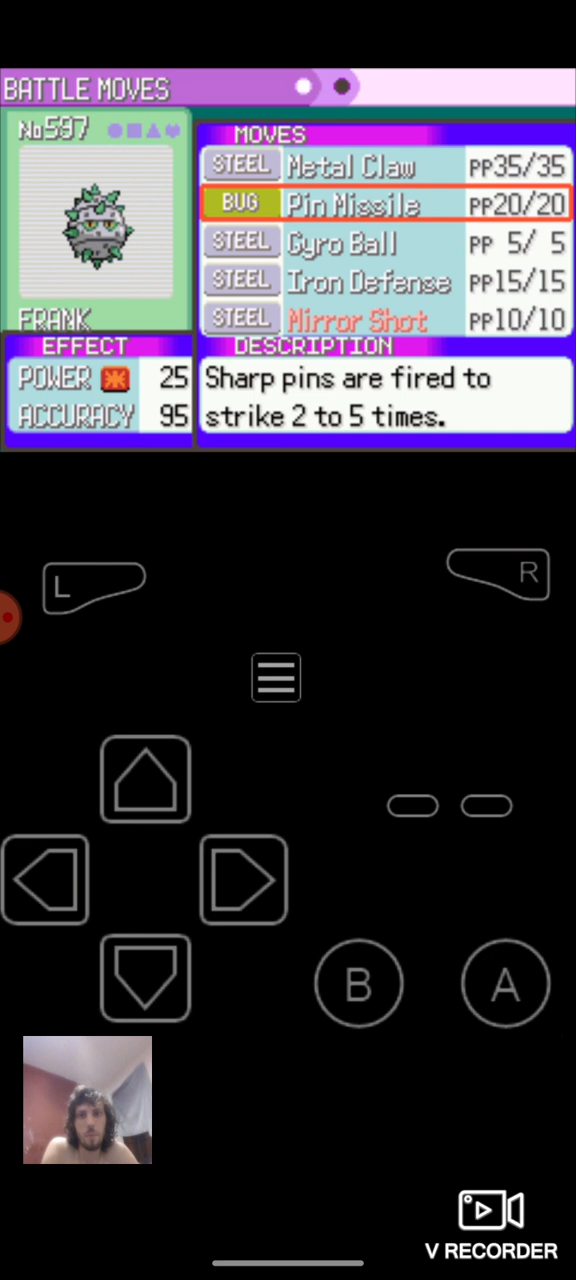 BATTLE MOVES
No597
FRANK
MOVES
STEEL Metal Claw PP35/35
BUG Pin Missile PP20/20
STEEL Gyro Ball PP 5/ 5
STEEL Iron Defense PP15/15
STEEL Mirror Shot PP10/10
EFFECT
POWER 25
ACCURACY 95
DESCRIPTION
Sharp pins are fired to
strike 2 to 5 times.
L
R
B
A
V RECORDER